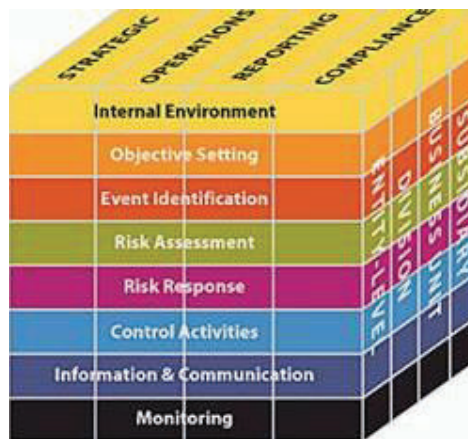 STRATEGIC
OPERATIONS
REPORTING
COMPLIANCE
Internal Environment
Objective Setting
Event Identification
Risk Assessment
Risk Response
Control Activities
Information & Communication
Monitoring
ENTITY-LEVEL
DIVISION
BUSINESS UNIT
SUBSIDIARY